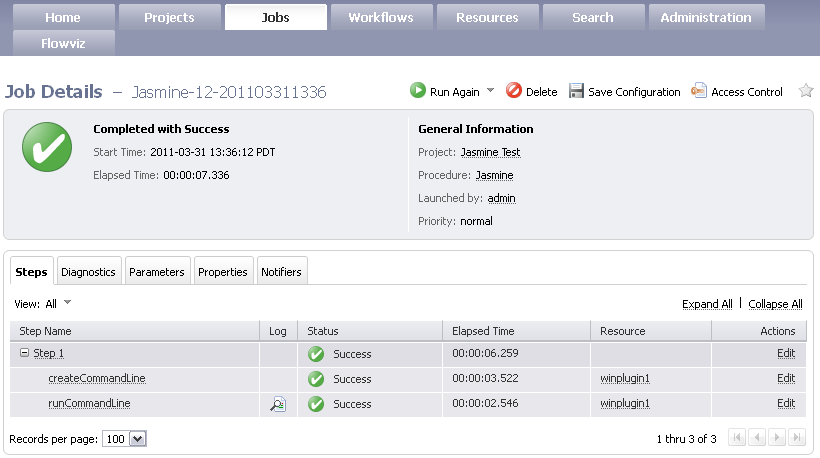 Home Projects Jobs Workflows Resources Search Administration
Flowviz
Job Details – Jasmine-12-201103311336 Run Again Delete Save Configuration Access Control
Completed with Success General Information
Start Time: 2011-03-31 13:36:12 PDT Project: Jasmine Test
Elapsed Time: 00:00:07.336 Procedure: Jasmine
Launched by: admin
Priority: normal
Steps Diagnostics Parameters Properties Notifiers
View: All Expand All | Collapse All
Step Name Log Status Elapsed Time Resource Actions
Step 1 Success 00:00:06.259 Edit
createCommandLine Success 00:00:03.522 winplugin1 Edit
runCommandLine Success 00:00:02.546 winplugin1 Edit
Records per page: 100 1 thru 3 of 3